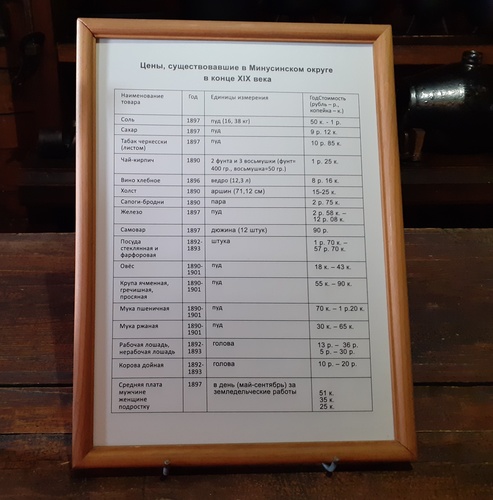 Цены, существовавшие в Минусинском округе
в конце XIX века
Наименование товара Год Единицы измерения ГодСтоимость (рубль – р., копейка – к.)
Соль 1897 пуд (16, 38 кг) 50 к. - 1 р.
Сахар 1897 пуд 9 р. 12 к.
Табак черкесски (листом) 1897 пуд 10 р. 85 к.
Чай-кирпич 1890 2 фунта и 3 восьмушки (фунт= 400 гр., восьмушка=50 гр.) 1 р. 25 к.
Вино хлебное 1896 ведро (12,3 л) 8 р. 16 к.
Холст 1890 аршин (71,12 см) 15-25 к.
Сапоги-бродни 1890 пара 2 р. 75 к.
Железо 1897 пуд 2 р. 58 к. – 12 р. 08 к.
Самовар 1897 дюжина (12 штук) 90 р.
Посуда стеклянная и фарфоровая 1892-1893 штука 1 р. 70 к. – 57 р. 70 к.
Овёс 1890-1901 пуд 18 к. – 43 к.
Крупа ячменная, гречишная, просяная 1890-1901 пуд 55 к. – 90 к.
Мука пшеничная 1890-1901 пуд 70 к. – 1 р.20 к.
Мука ржаная 1890-1901 пуд 30 к. – 65 к.
Рабочая лошадь, нерабочая лошадь 1892-1893 голова 13 р. – 36 р. 5 р. – 30 р.
Корова дойная 1892-1893 голова 10 р. – 20 р.
Средняя плата мужчине женщине подростку 1897 в день (май-сентябрь) за земледельческие работы 51 к. 35 к. 25 к.